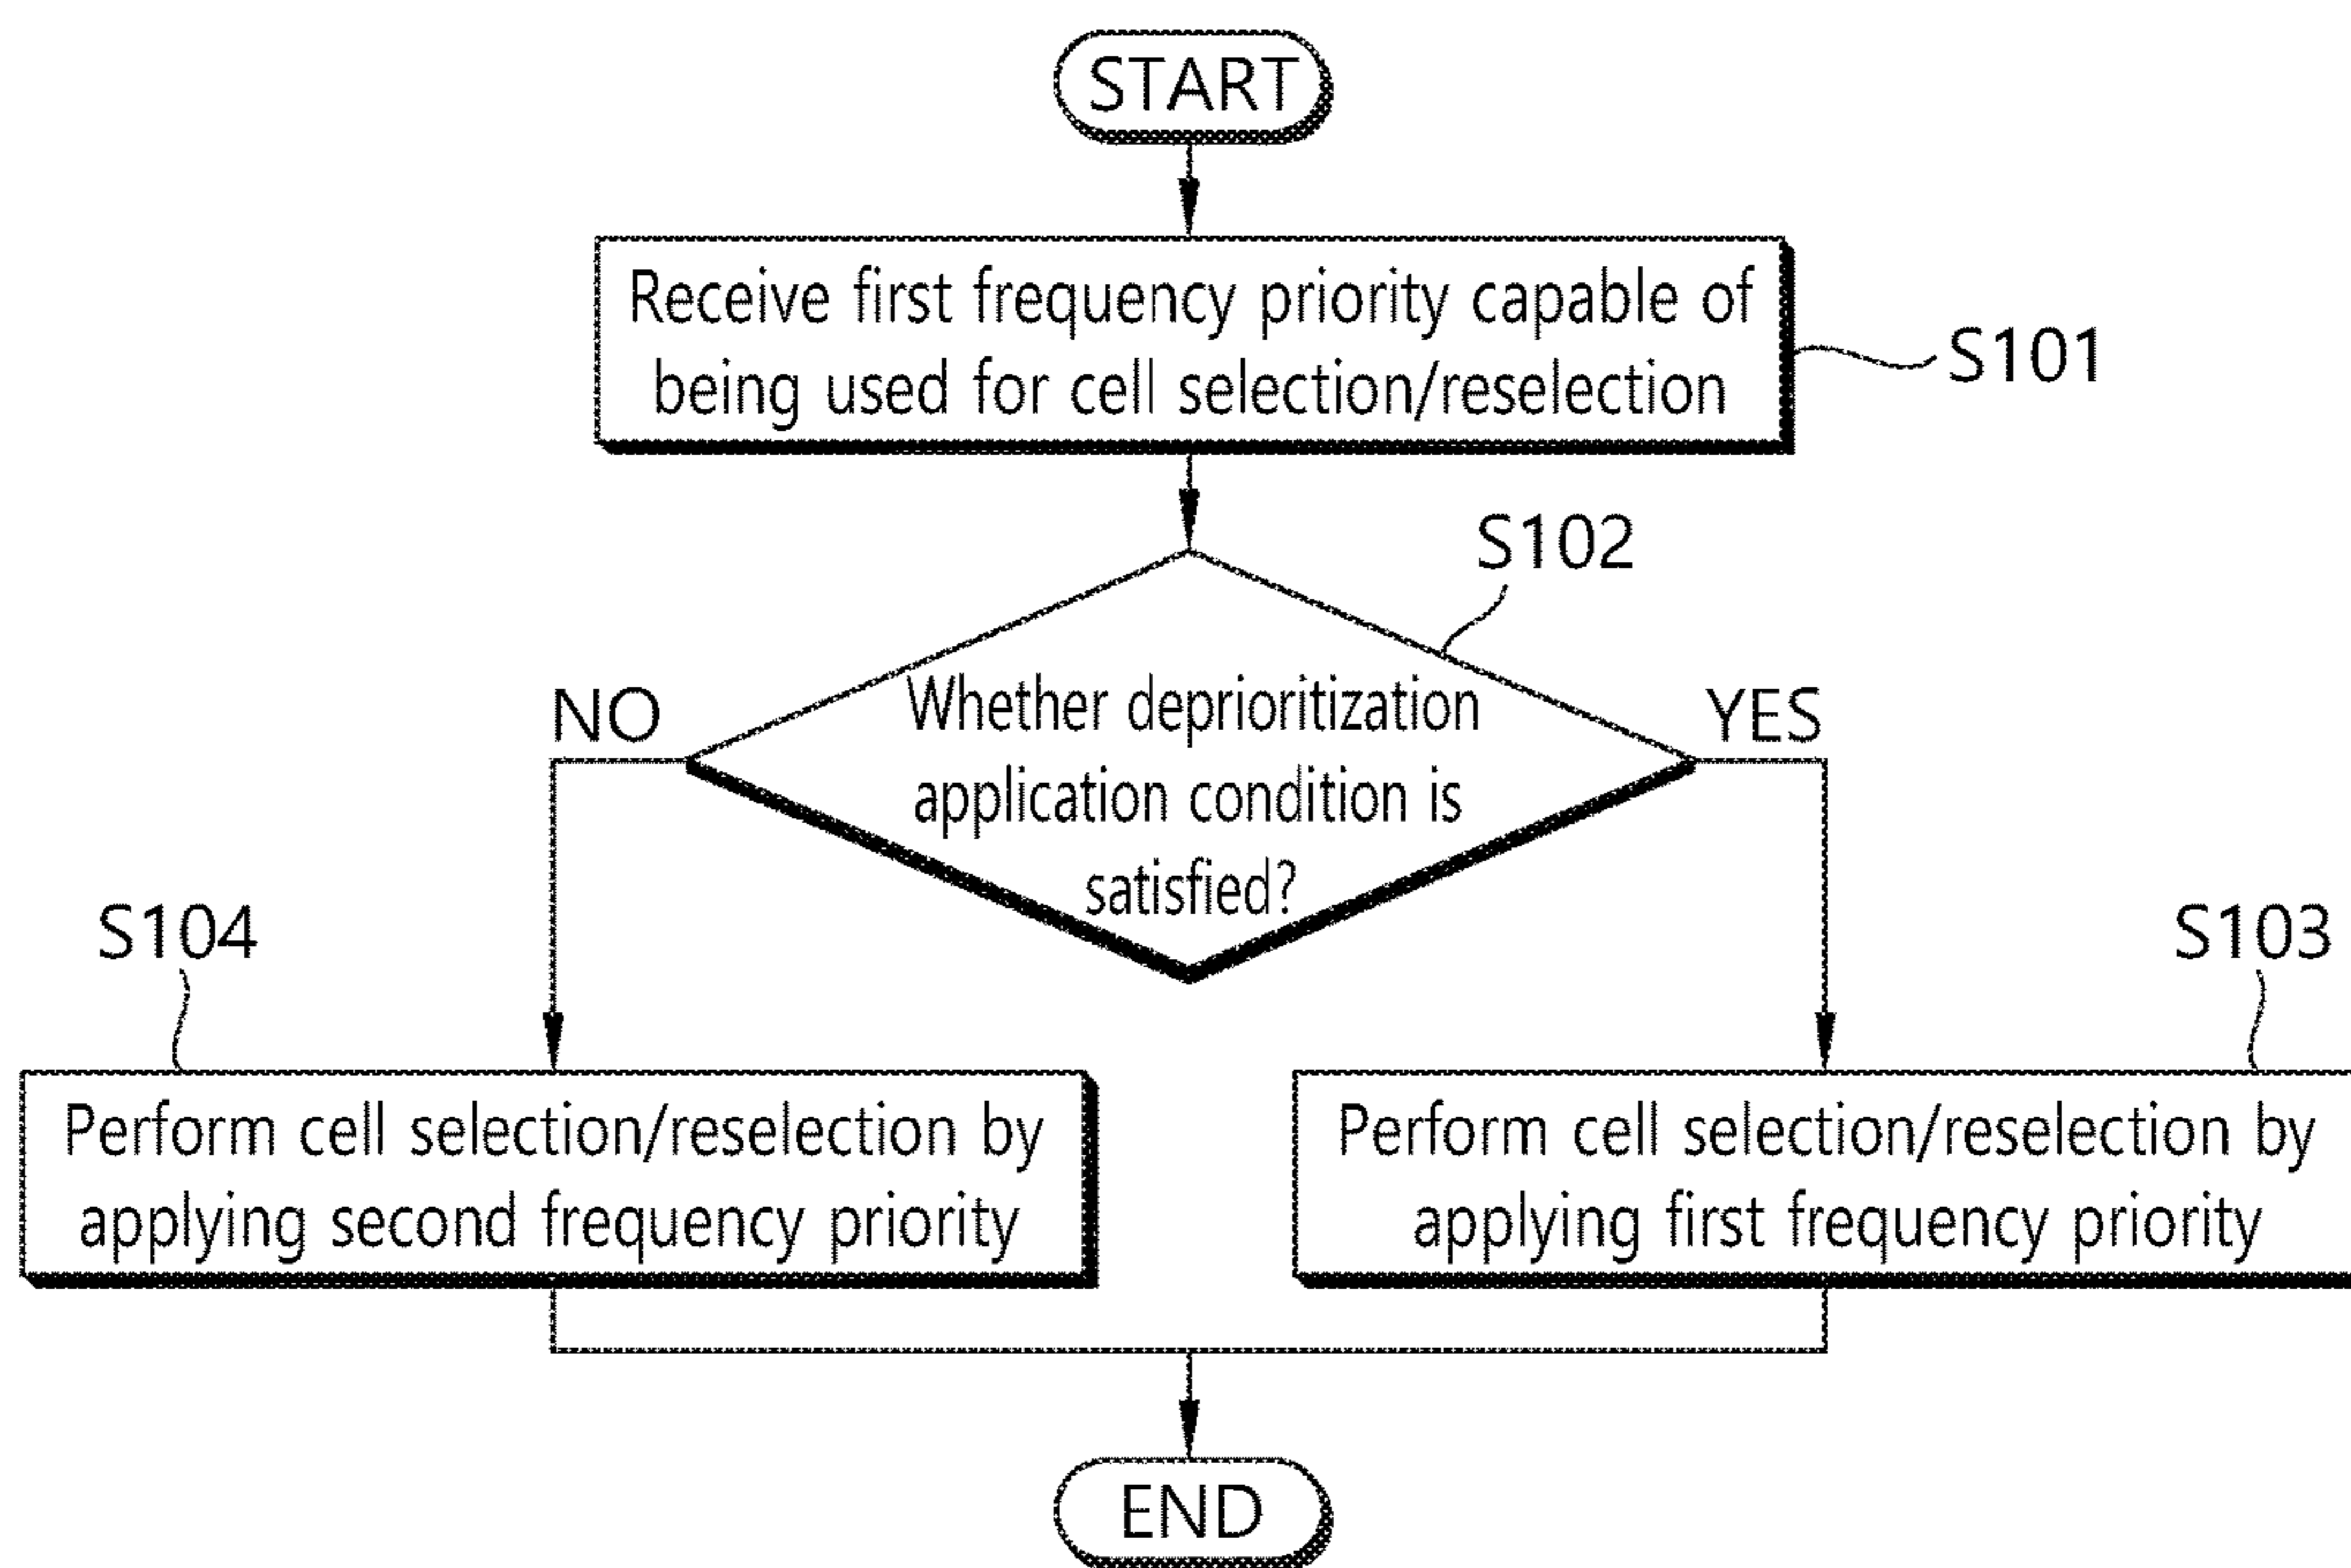 START
Receive first frequency priority capable of
being used for cell selection/reselection
S101
S102
NO
YES
Whether deprioritization
application condition is
satisfied?
S104
S103
Perform cell selection/reselection by
applying second frequency priority
Perform cell selection/reselection by
applying first frequency priority
END